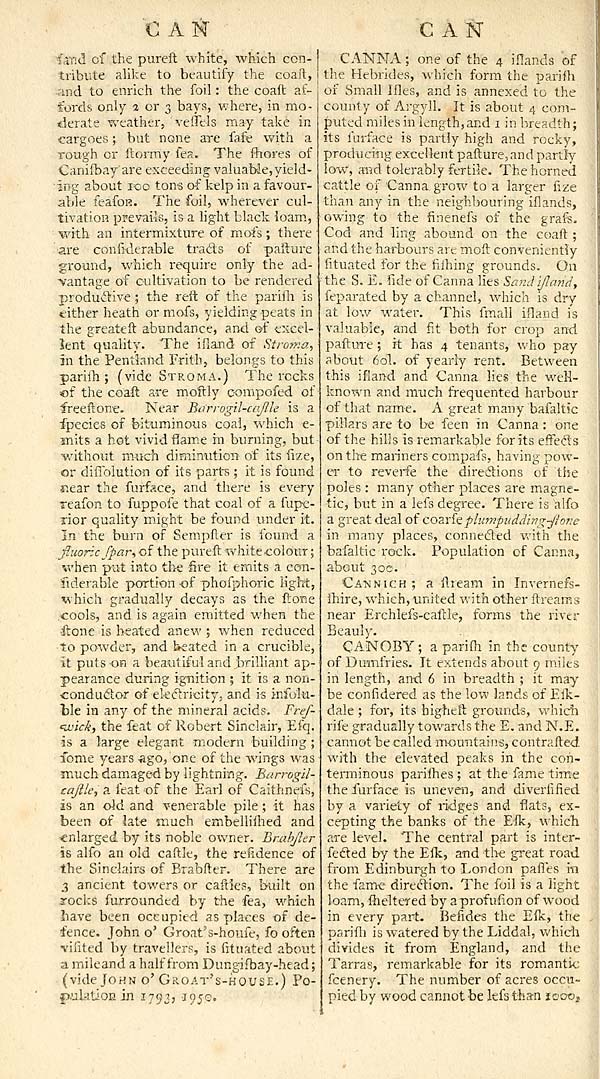 CAN
ſand of the pureſt white, which con-
tribute alike to beautify the coaſt,
and to enrich the ſoil: the coaſt af-
fords only 2 or 3 bays, where, in mo-
derate weather, veſſels may take in
cargoes; but none are ſafe with a
rough or ſtormy ſea. The ſhores of
Caniſbay are exceeding valuable, yield-
ing about 100 tons of kelp in a favour-
able ſeaſon. The ſoil, wherever cul-
tivation prevails, is a light black loam,
with an intermixture of moſs; there
are conſiderable tracts of paſture
ground, which require only the ad-
vantage of cultivation to be rendered
productive; the reſt of the pariſh is
either heath or moſs, yielding peats in
the greateſt abundance, and of excel-
lent quality. The iſland of Stroma,
in the Pentland Frith, belongs to this
pariſh; (vide STROMA.) The rocks
of the coaſt are moſtly compoſed of
freeſtone. Near Barrogil-caſtle is a
ſpecies of bituminous coal, which e-
mits a hot vivid flame in burning, but
without much diminution of its ſize,
or diſſolution of its parts; it is found
near the ſurface, and there is every
reaſon to ſuppoſe that coal of a ſupe-
rior quality might be found under it.
In the burn of Sempſter is found a
fluoric ſpar, of the pureſt white colour;
when put into the fire it emits a con-
ſiderable portion of phoſphoric light,
which gradually decays as the ſtone
cools, and is again emitted when the
ſtone is heated anew; when reduced
to powder, and heated in a crucible,
it puts on a beautiful and brilliant ap-
pearance during ignition; it is a non-
conductor of electricity, and is inſolu-
ble in any of the mineral acids. Freſ-
wick, the ſeat of Robert Sinclair, Eſq.
is a large elegant modern building;
ſome years ago, one of the wings was
much damaged by lightning. Barrogil-
caſtle, a ſeat of the Earl of Caithneſs,
is an old and venerable pile; it has
been of late much embelliſhed and
enlarged by its noble owner. Brabſter
is alſo an old caſtle, the reſidence of
the Sinclairs of Brabſter. There are
3 ancient towers or caſtles, built on
rocks ſurrounded by the ſea, which
have been occupied as places of de-
fence. John o' Groat's-houſe, ſo often
viſited by travellers, is ſituated about
a mile and a half from Dungiſbay-head;
(vide JOHN O' GROAT'S-HOUSE.) Po-
pulation in 1793, 1950.
CAN
CANNA; one of the 4 iſlands of
the Hebrides, which form the pariſh
of Small Iſles, and is annexed to the
county of Argyll. It is about 4 com-
puted miles in length, and 1 in breadth;
its ſurface is partly high and rocky,
producing excellent paſture, and partly
low, and tolerably fertile. The horned
cattle of Canna grow to a larger ſize
than any in the neighbouring iſlands,
owing to the fineneſs of the graſs.
Cod and ling abound on the coaſt;
and the harbours are moſt conveniently
ſituated for the fiſhing grounds. On
the S. E. ſide of Canna lies Sand iſland,
ſeparated by a channel, which is dry
at low water. This ſmall iſland is
valuable, and fit both for crop and
paſture; it has 4 tenants, who pay
about 60l. of yearly rent. Between
this iſland and Canna lies the well-
known and much frequented harbour
of that name. A great many baſaltic
pillars are to be ſeen in Canna: one
of the hills is remarkable for its effects
on the mariners compaſs, having pow-
er to reverſe the directions of the
poles: many other places are magne-
tic, but in a leſs degree. There is alſo
a great deal of coarſe plumpudding-ſtone
in many places, connected with the
baſaltic rock. Population of Canna,
about 300.
CANNICH; a ſtream in Inverneſs-
ſhire, which, united with other ſtreams
near Erchleſs-caſtle, forms the river
Beauly.
CANOBY; a pariſh in the county
of Dumfries. It extends about 9 miles
in length, and 6 in breadth; it may
be conſidered as the low lands of Eſk-
dale; for, its higheſt grounds, which
riſe gradually towards the E. and N.E.
cannot be called mountains, contraſted
with the elevated peaks in the con-
terminous pariſhes; at the ſame time
the ſurface is uneven, and diverſified
by a variety of ridges and flats, ex-
cepting the banks of the Eſk, which
are level. The central part is inter-
ſected by the Eſk, and the great road
from Edinburgh to London paſſes in
the ſame direction. The ſoil is a light
loam, ſheltered by a profuſion of wood
in every part. Beſides the Eſk, the
pariſh is watered by the Liddal, which
divides it from England, and the
Tarras, remarkable for its romantic
ſcenery. The number of acres occu-
pied by wood cannot be leſs than 1000,